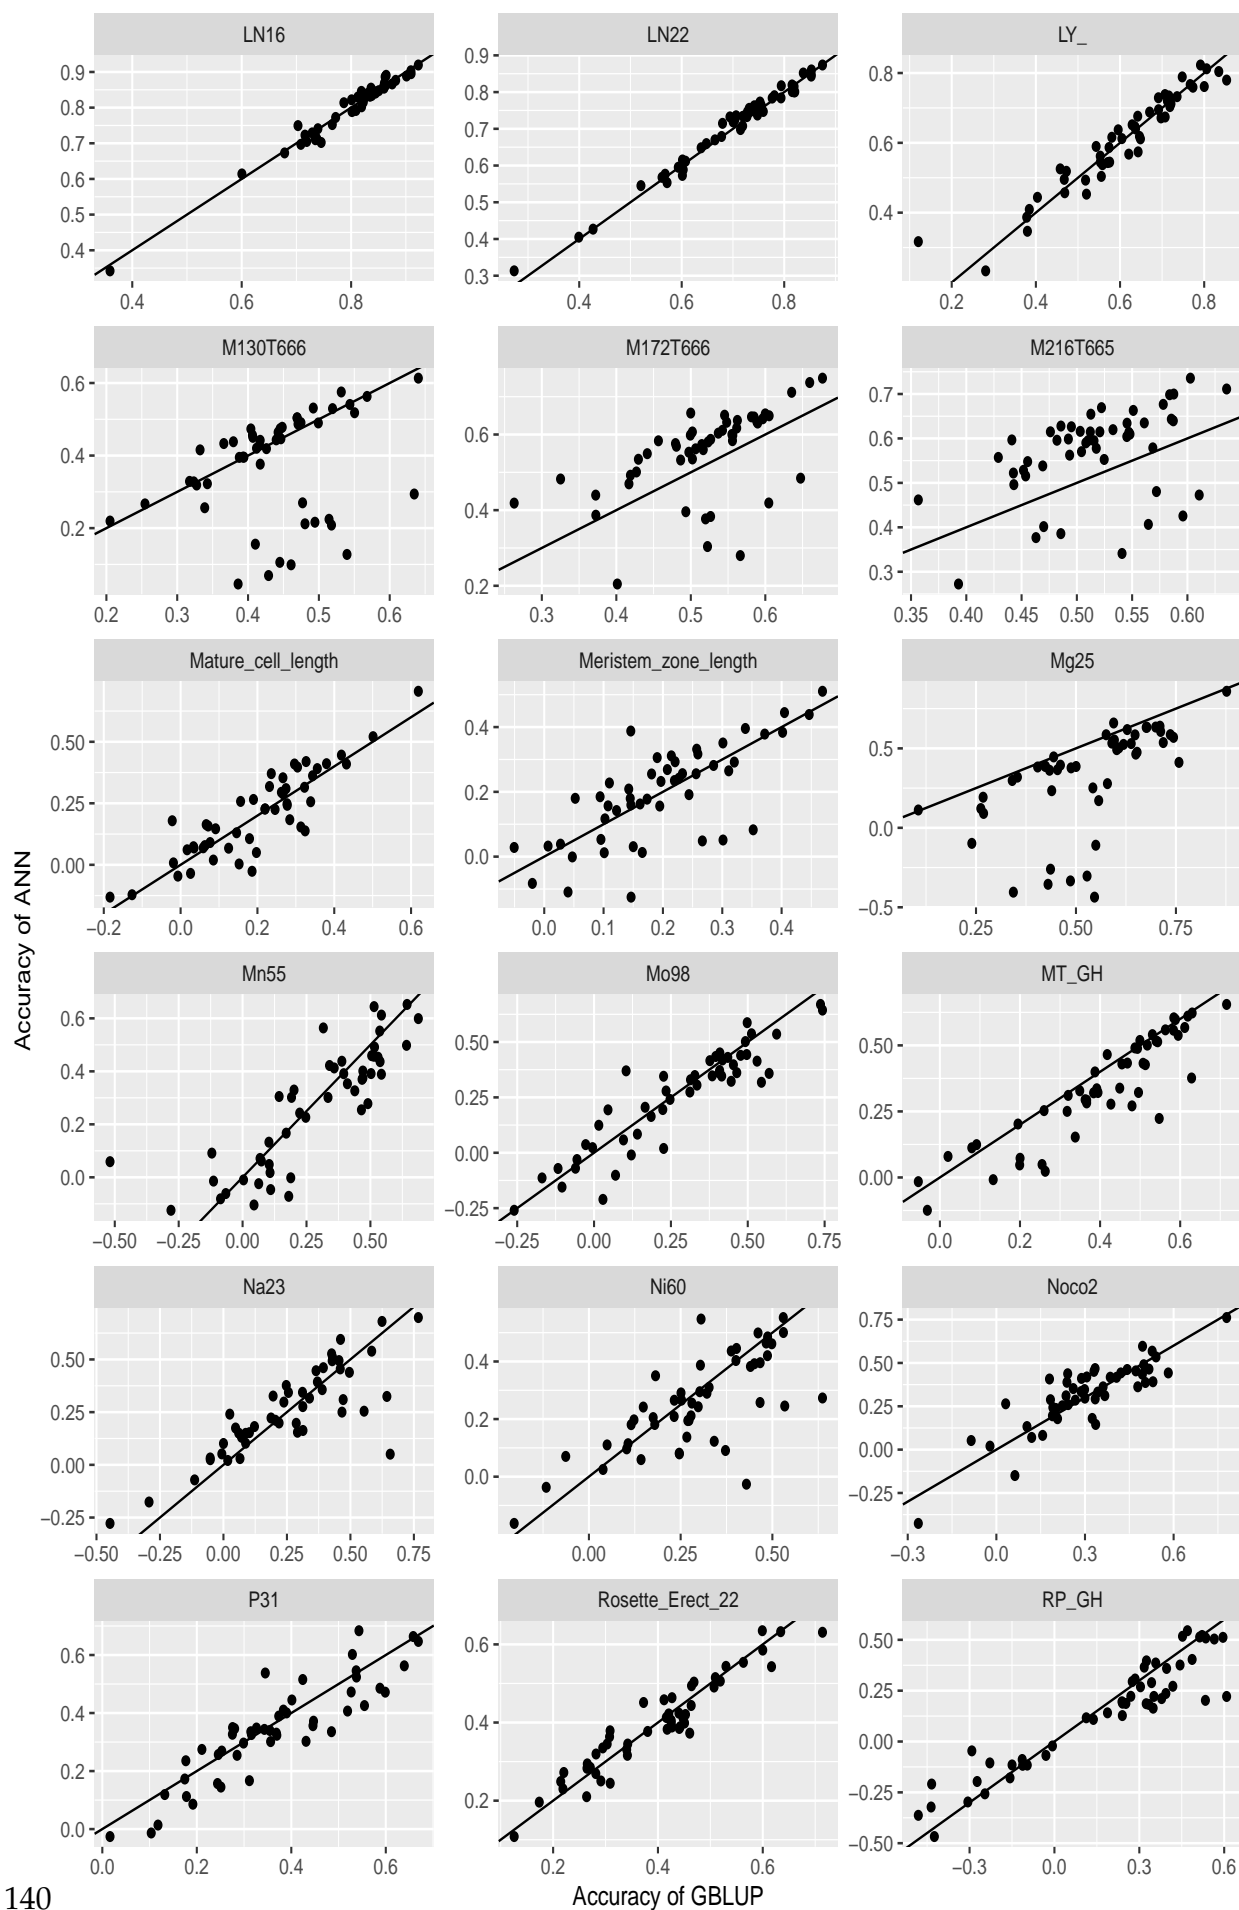 LN16 LN22 LY_
0.9 0.8 0.7 0.6 0.5 0.4
0.9 0.8 0.7 0.6 0.5 0.4 0.3
0.8 0.6 0.4
0.4 0.6 0.8 0.4 0.6 0.8 0.2 0.4 0.6 0.8
M130T666 M172T666 M216T665
0.6 0.4 0.2
0.6 0.4 0.2
0.7 0.6 0.5 0.4 0.3
0.2 0.3 0.4 0.5 0.6 0.3 0.4 0.5 0.6 0.35 0.40 0.45 0.50 0.55 0.60
Mature_cell_length Meristem_zone_length Mg25
0.50 0.25 0.00
0.4 0.2 0.0
0.5 0.0 −0.5
−0.2 0.0 0.2 0.4 0.6 0.0 0.1 0.2 0.3 0.4 0.25 0.50 0.75
Accuracy of ANN
Mn55 Mo98 MT_GH
0.6 0.4 0.2 0.0
0.50 0.25 0.00 −0.25
0.50 0.25 0.00
−0.50 −0.25 0.00 0.25 0.50 −0.25 0.00 0.25 0.50 0.75 0.0 0.2 0.4 0.6
Na23 Ni60 Noco2
0.50 0.25 0.00 −0.25
0.4 0.2 0.0
0.75 0.50 0.25 0.00 −0.25
−0.50 −0.25 0.00 0.25 0.50 0.75 0.00 0.25 0.50 −0.3 0.0 0.3 0.6
P31 Rosette_Erect_22 RP_GH
0.6 0.4 0.2 0.0
0.6 0.4 0.2
0.50 0.25 0.00 −0.25 −0.50
0.0 0.2 0.4 0.6 0.2 0.4 0.6 −0.3 0.0 0.3 0.6
Accuracy of GBLUP
140